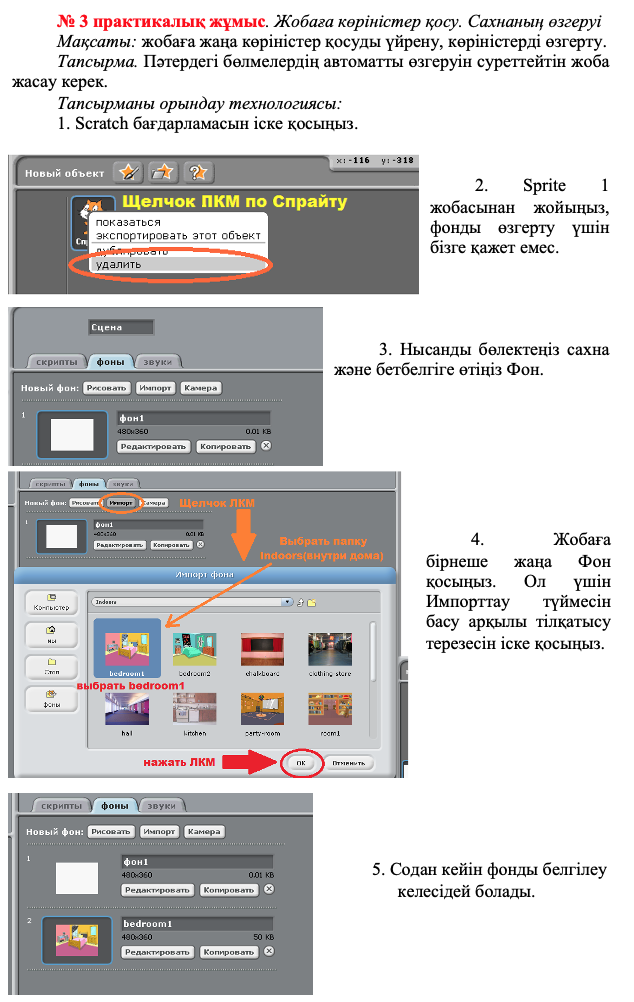 № 3 практикалық жұмыс. Жобаға көріністер қосу. Сахнаның өзгеруі
Мақсаты: жобаға жаңа көріністер қосуды үйрену, көріністерді өзгерту.
Тапсырма. Пәтердегі бөлмелердің автоматты өзгеруін суреттейтін жоба
жасау керек.
Тапсырманы орындау технологиясы:
1. Scratch бағдарламасын іске қосыңыз.
x: -116 y: -318
Новый объект
Щелчок ЛКМ по Спрайту
показаться
экспортировать этот объект
дублировать
удалить
2. Sprite 1
жобасынан жойыңыз,
фонды өзгерту үшін
бізге қажет емес.
Сцена
скрипты фоны звуки
Новый фон: Рисовать Импорт Камера
1
фон1
480x360 0.01 KB
Редактировать Копировать
3. Нысанды бөлектеңіз сахна
және бетбелгіге өтіңіз Фон.
скрипты фоны звуки
Новый фон: Рисовать Импорт Камера
Щелчок ЛКМ
1
фон1
480x360 0.01 KB
Редактировать Копировать
Выбрать папку
Indoors(внутри дома)
Импорт фона
Компьютер
Indoors
Стол
фоны
bedroom1 bedroom2 chalkboard clothing-store
выбрать bedroom1
hall kitchen party-room room1
нажать ЛКМ
OK Отменить
4. Жобаға
бірнеше жаңа Фон
қосыңыз. Ол үшін
Импорттау түймесін
басу арқылы тілқатысу
терезесін іске қосыңыз.
скрипты фоны звуки
Новый фон: Рисовать Импорт Камера
1
фон1
480x360 0.01 KB
Редактировать Копировать
2
bedroom1
480x360 50 KB
Редактировать Копировать
5. Содан кейін фонды белгілеу
келесідей болады.